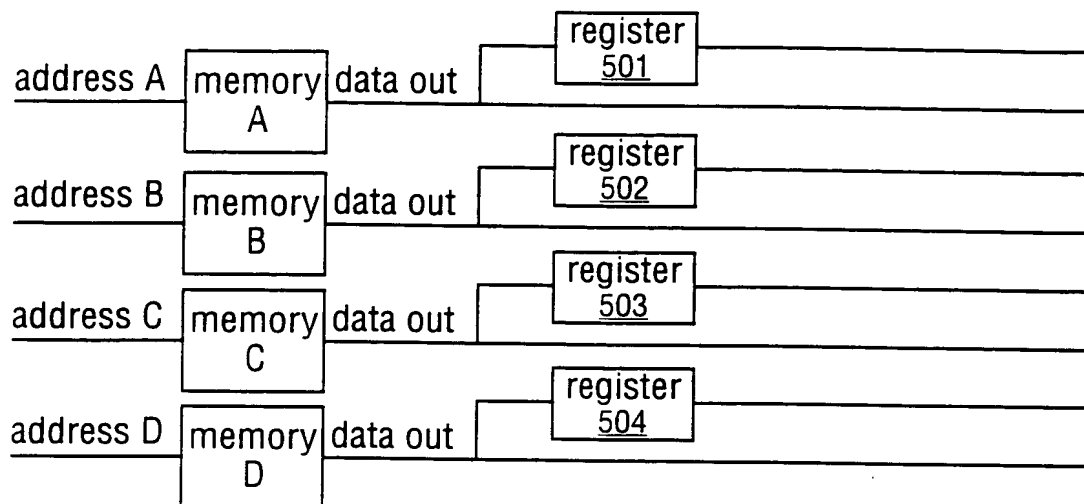 register
501
address A
memory
A
data out
register
502
address B
memory
B
data out
register
503
address C
memory
C
data out
register
504
address D
memory
D
data out